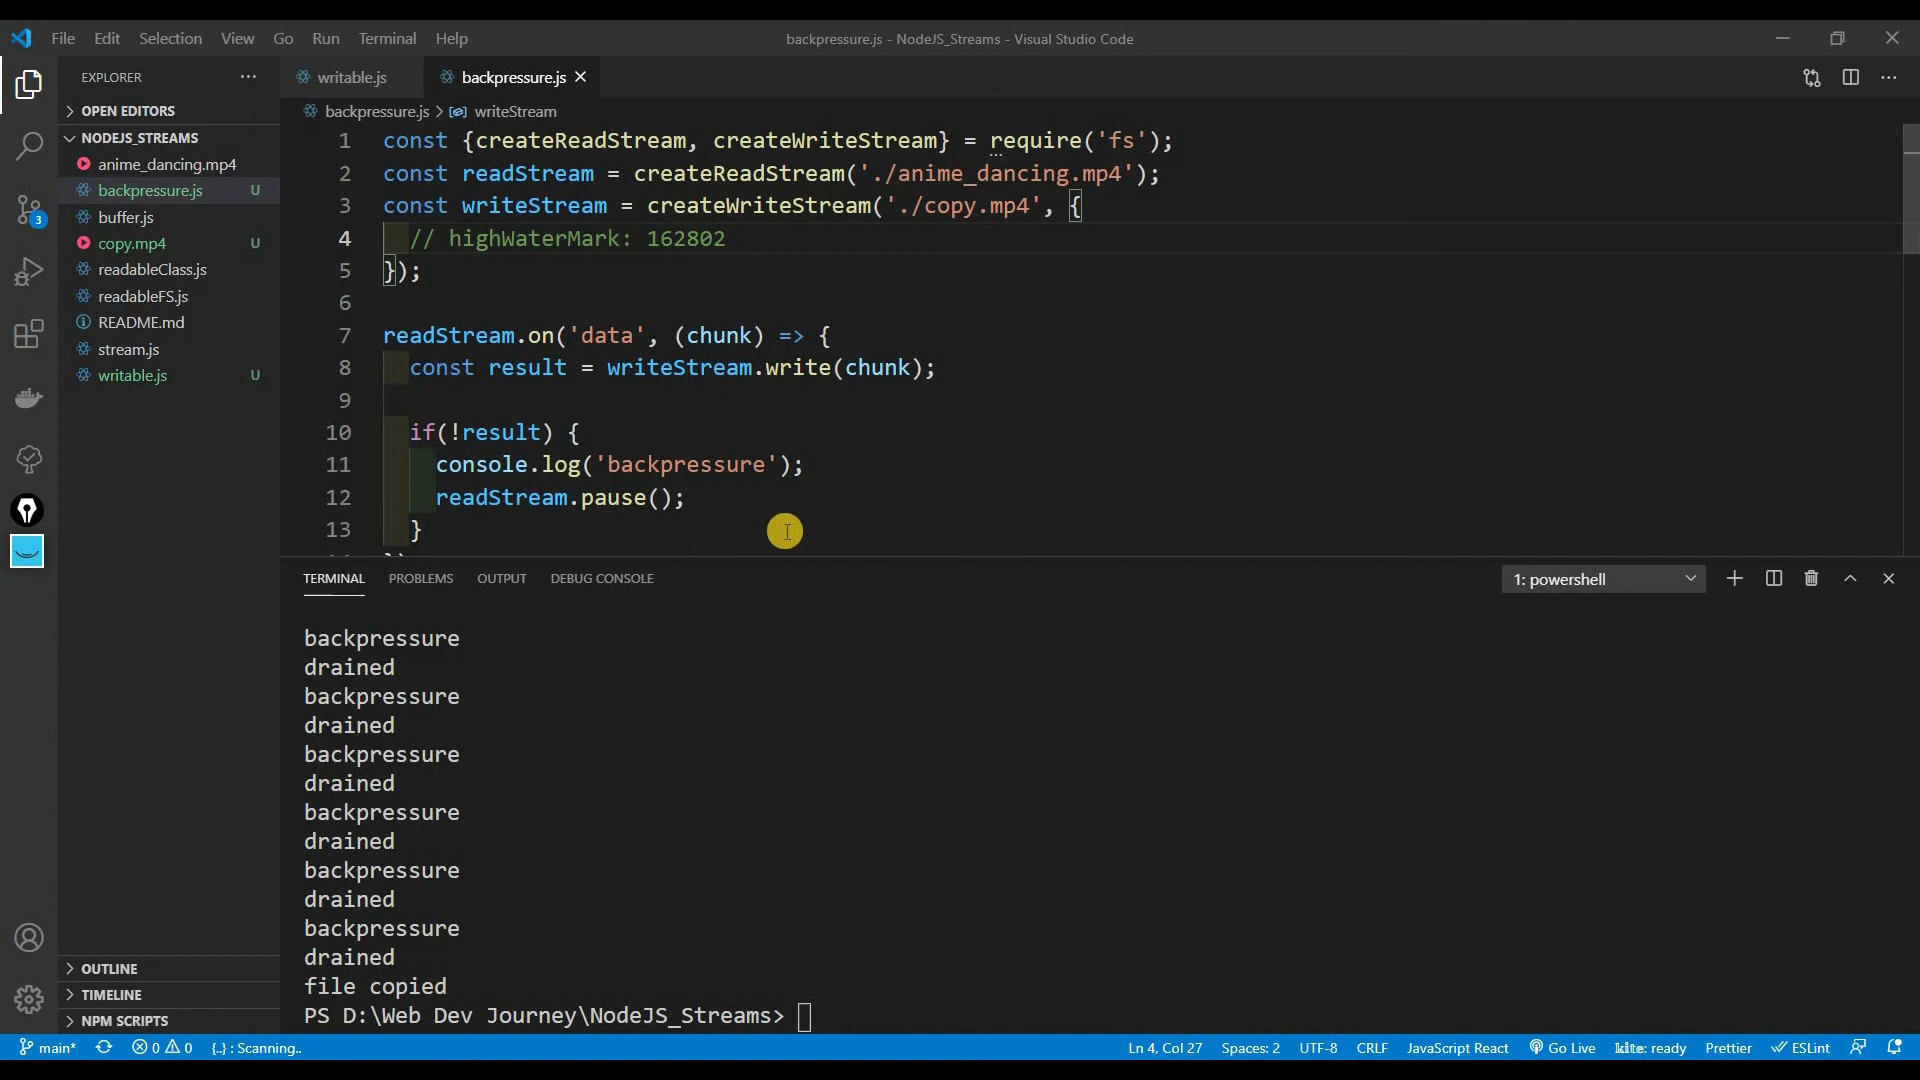 File Edit Selection View Go Run Terminal Help
backpressure.js - NodeJS_Streams - Visual Studio Code
EXPLORER
OPEN EDITORS
NODEJS_STREAMS
anime_dancing.mp4
backpressure.js U
buffer.js
copy.mp4 U
readableClass.js
readableFS.js
README.md
stream.js
writable.js U
OUTLINE
TIMELINE
NPM SCRIPTS
3
writable.js backpressure.js
backpressure.js > writeStream
1 const {createReadStream, createWriteStream} = require('fs');
2 const readStream = createReadStream('./anime_dancing.mp4');
3 const writeStream = createWriteStream('./copy.mp4', {
4 // highWaterMark: 162802
5 });
6
7 readStream.on('data', (chunk) => {
8 const result = writeStream.write(chunk);
9
10 if(!result) {
11 console.log('backpressure');
12 readStream.pause();
13 }
TERMINAL PROBLEMS OUTPUT DEBUG CONSOLE
1: powershell
backpressure
drained
backpressure
drained
backpressure
drained
backpressure
drained
backpressure
drained
backpressure
drained
file copied
PS D:\Web Dev Journey\NodeJS_Streams>
main* 0 0 {..} : Scanning..
Ln 4, Col 27 Spaces: 2 UTF-8 CRLF JavaScript React Go Live kite: ready Prettier ESLint